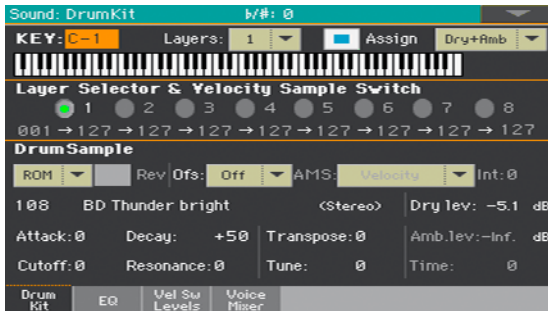 Sound: DrumKit ♭/#: 0
KEY: C-1 Layers: 1 Assign Dry+Amb
Layer Selector & Velocity Sample Switch
1 2 3 4 5 6 7 8
001 → 127 → 127 → 127 → 127 → 127 → 127 → 127 → 127
DrumSample
ROM Rev Ofs: Off AMS: Velocity Int:0
108 BD Thunder bright (Stereo) Dry lev: -5.1 dB
Attack:0 Decay: +50 Transpose:0 Amb.lev:-Inf. dB
Cutoff:0 Resonance:0 Tune: 0 Time: 0
Drum Kit EQ Vel Sw Levels Voice Mixer